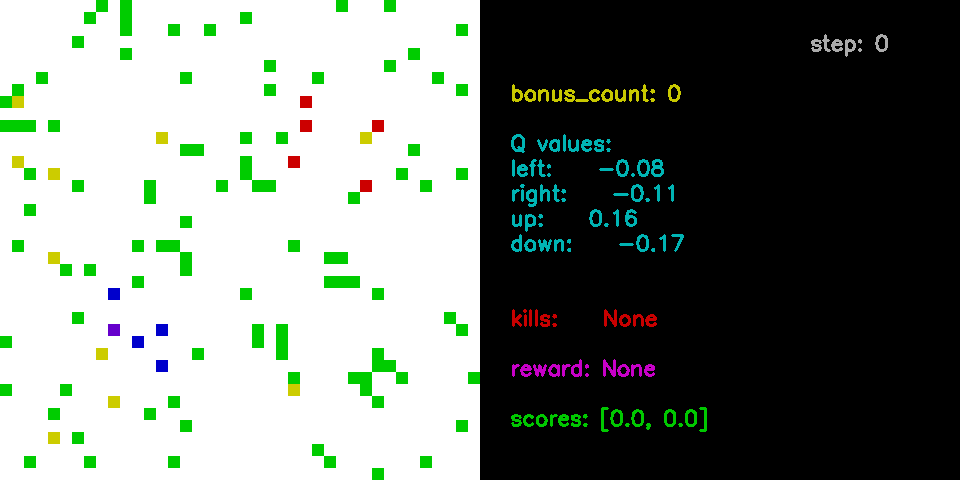 step: 0
bonus_count: 0
Q values:
left: -0.08
right: -0.11
up: 0.16
down: -0.17
kills: None
reward: None
scores: [0.0, 0.0]